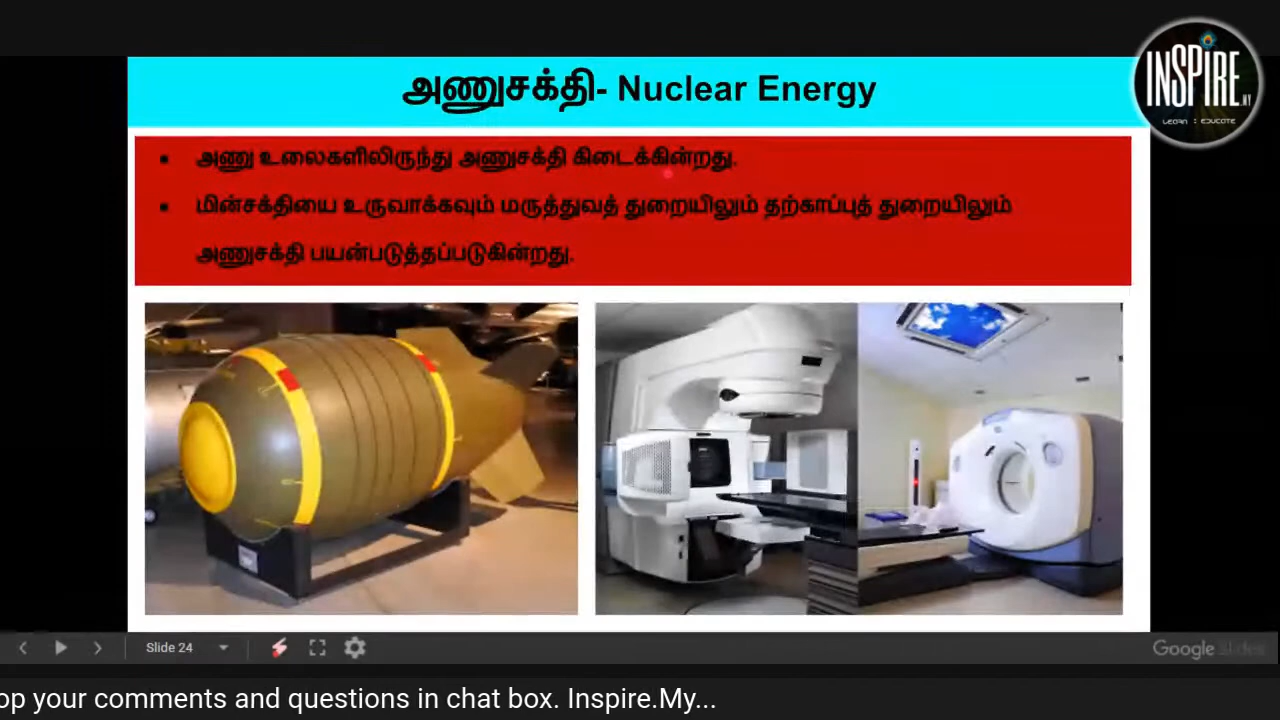 INSPIRE.MY
LEARN : EDUCATE
அணுசக்தி- Nuclear Energy
அணு உலைகளிலிருந்து அணுசக்தி கிடைக்கின்றது.
மின்சக்தியை உருவாக்கவும் மருத்துவத் துறையிலும் தற்காப்புத் துறையிலும்
அணுசக்தி பயன்படுத்தப்படுகின்றது.
Slide 24
Google Slides
op your comments and questions in chat box. Inspire.My...